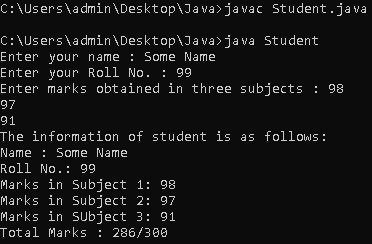 C:\Users\admin\Desktop\Java>javac Student.java
C:\Users\admin\Desktop\Java>java Student
Enter your name : Some Name
Enter your Roll No. : 99
Enter marks obtained in three subjects : 98
97
91
The information of student is as follows:
Name : Some Name
Roll No.: 99
Marks in Subject 1: 98
Marks in Subject 2: 97
Marks in SUbject 3: 91
Total Marks : 286/300